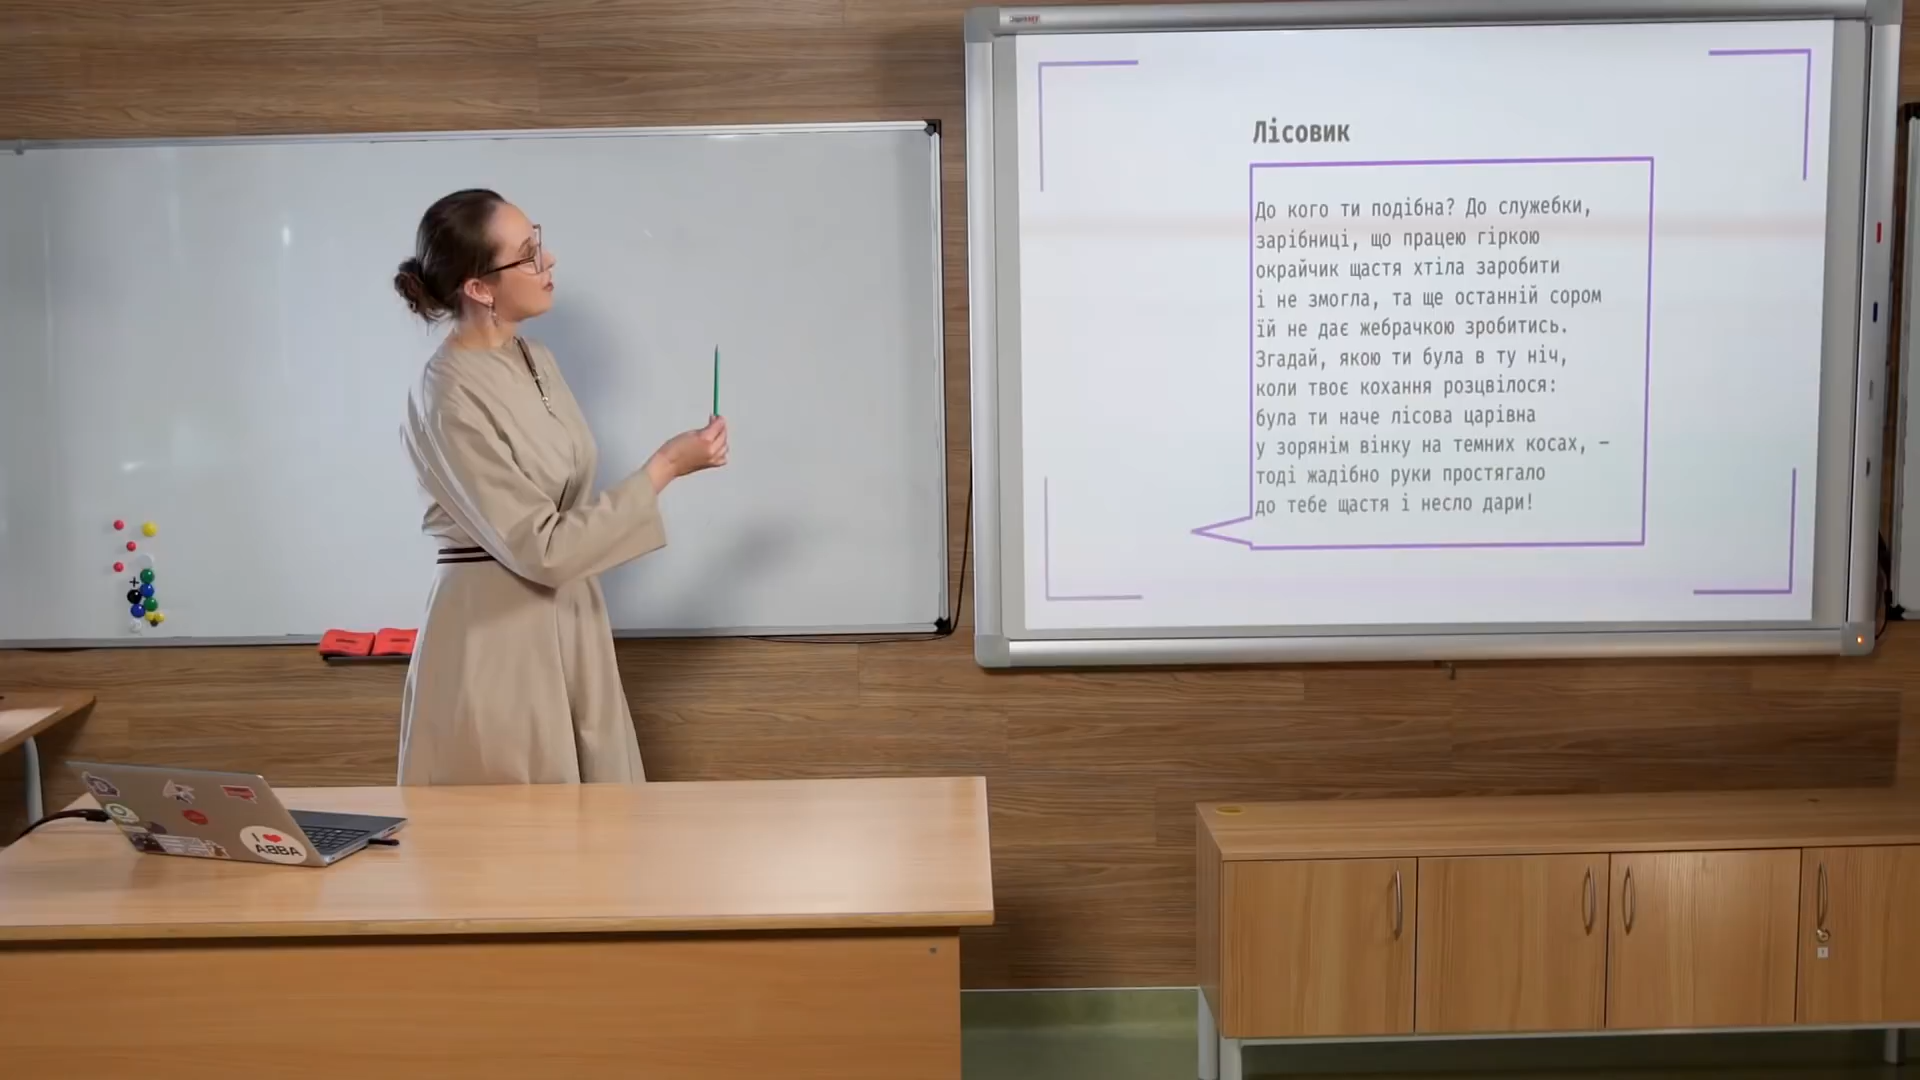 Лісовик
До кого ти подібна? До служебки,
зарібниці, що працею гіркою
окрайчик щастя хтіла заробити
і не змогла, та ще останній сором
їй не дає жебрачкою зробитись.
Згадай, якою ти була в ту ніч,
коли твоє кохання розцвілося:
була ти наче лісова царівна
у зорянім вінку на темних косах, –
тоді жадібно руки простягало
до тебе щастя і несло дари!
I ❤
ABBA